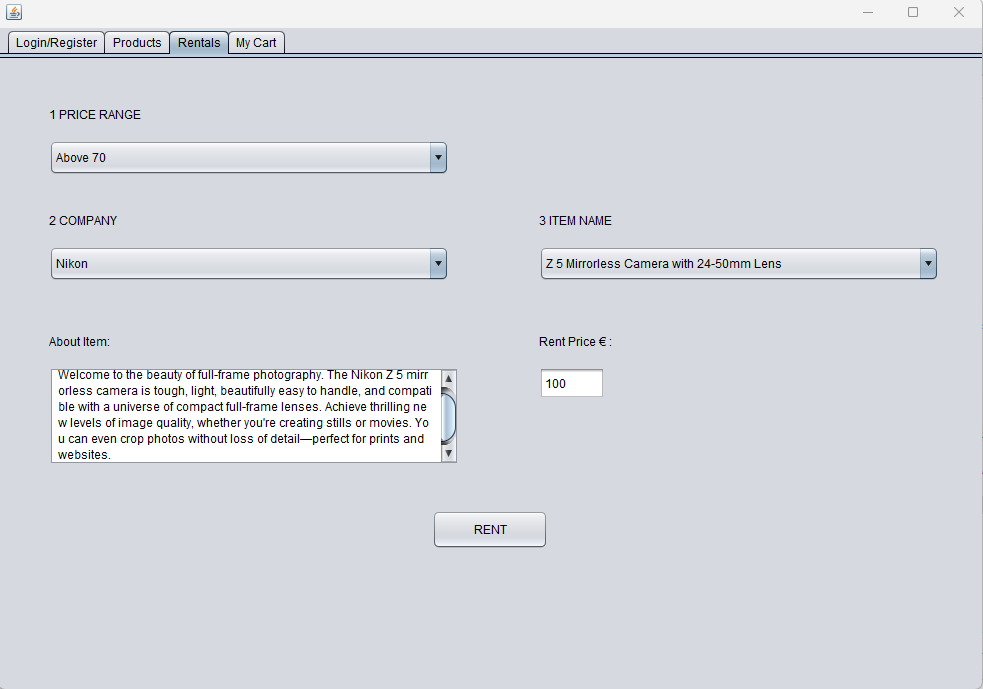 Login/Register Products Rentals My Cart
1 PRICE RANGE
Above 70
2 COMPANY
3 ITEM NAME
Nikon
Z 5 Mirrorless Camera with 24-50mm Lens
About Item:
Rent Price € :
Welcome to the beauty of full-frame photography. The Nikon Z 5 mirr
orless camera is tough, light, beautifully easy to handle, and compati
ble with a universe of compact full-frame lenses. Achieve thrilling ne
w levels of image quality, whether you're creating stills or movies. Yo
u can even crop photos without loss of detail—perfect for prints and
websites.
100
RENT